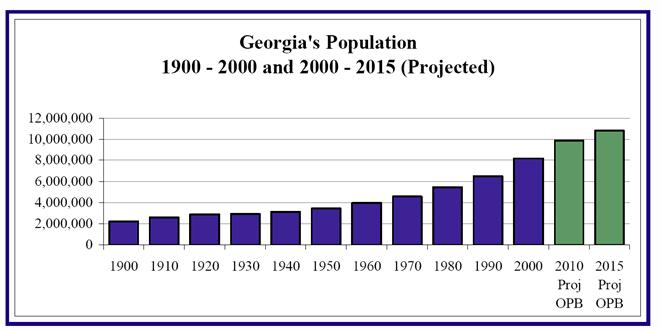 Georgia's Population
1900 - 2000 and 2000 - 2015 (Projected)
12,000,000
10,000,000
8,000,000
6,000,000
4,000,000
2,000,000
0
1900 1910 1920 1930 1940 1950 1960 1970 1980 1990 2000 2010 2015
Proj Proj
OPB OPB